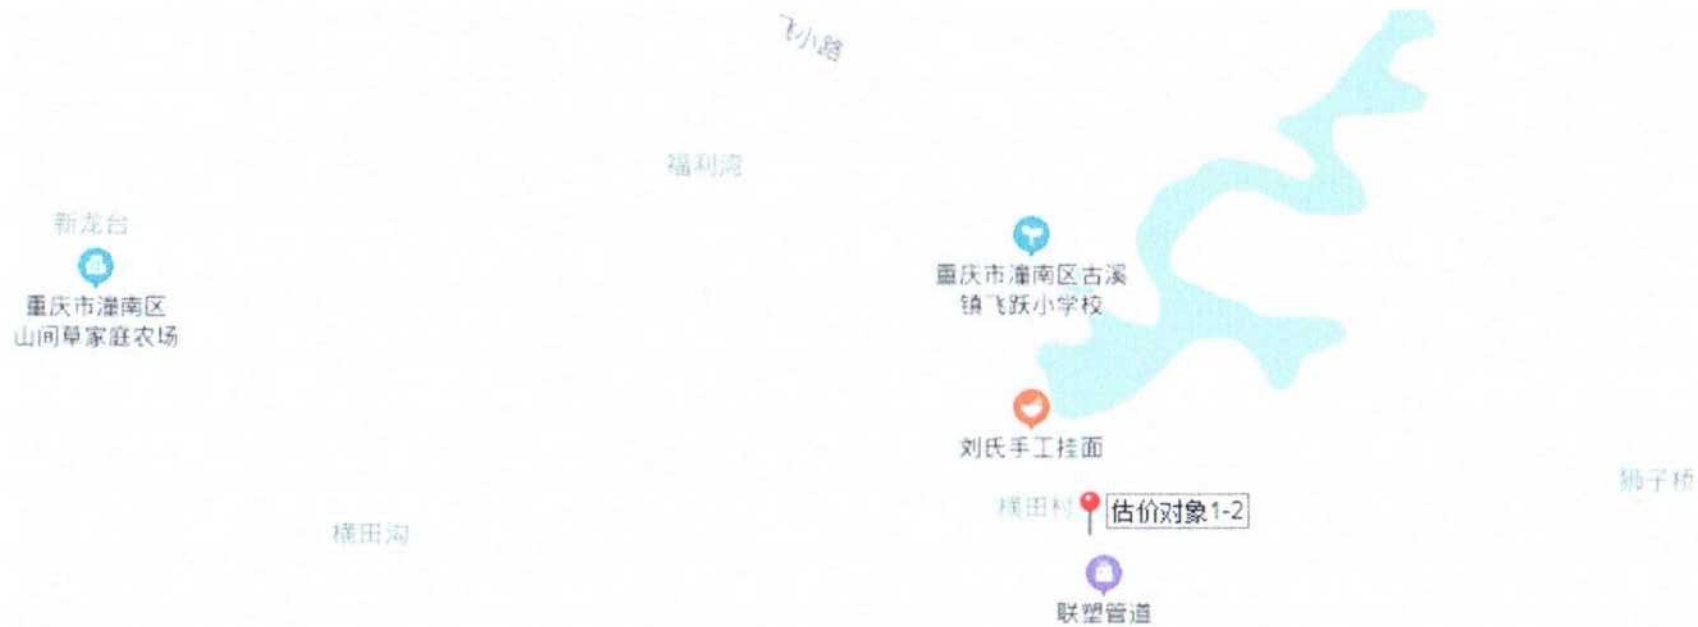 飞小路
福利湾
新龙台
重庆市潼南区
山间草家庭农场
重庆市潼南区古溪
镇飞跃小学校
刘氏手工挂面
狮子桥
横田村
估价对象1-2
横田沟
联塑管道